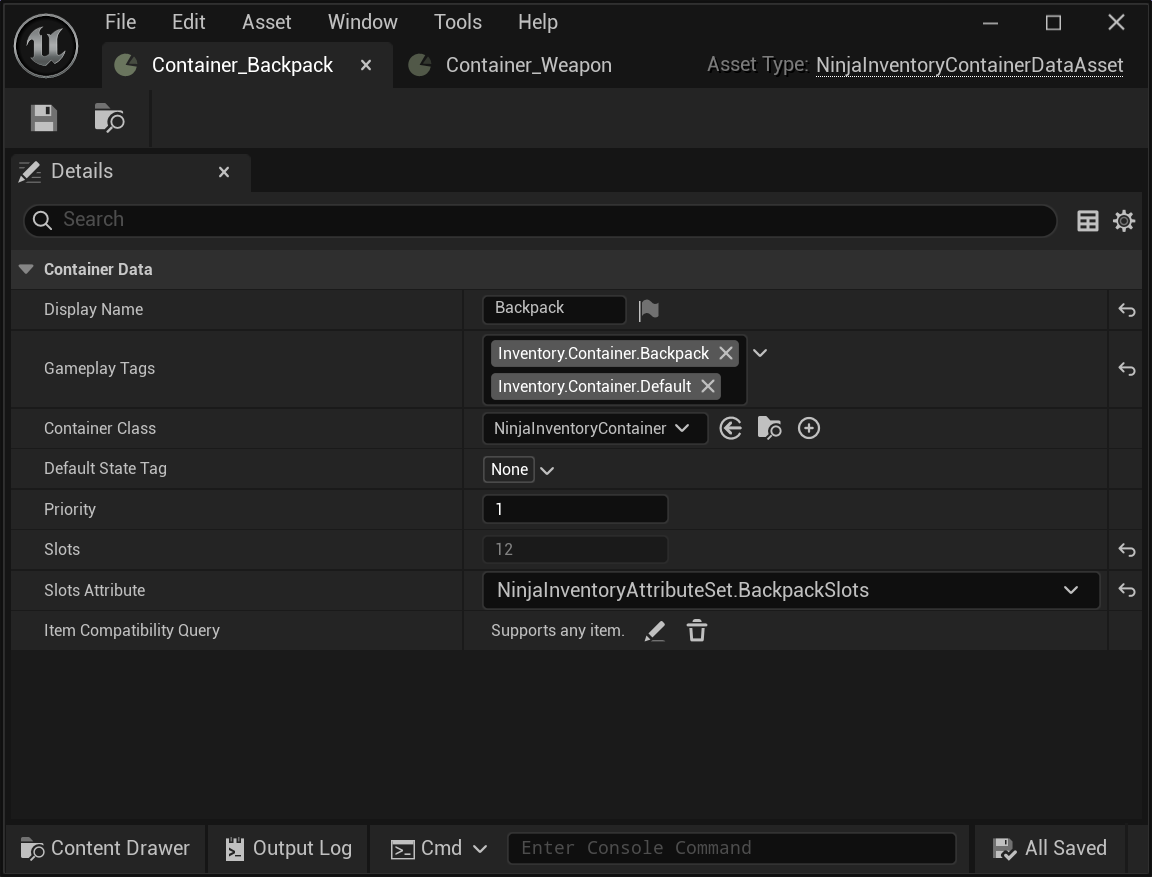 File Edit Asset Window Tools Help
Container_Backpack Container_Weapon Asset Type: NinjaInventoryContainerDataAsset
Details
Search
Container Data
Display Name Backpack
Gameplay Tags Inventory.Container.Backpack
Inventory.Container.Default
Container Class NinjaInventoryContainer
Default State Tag None
Priority 1
Slots 12
Slots Attribute NinjaInventoryAttributeSet.BackpackSlots
Item Compatibility Query Supports any item.
Content Drawer Output Log Cmd Enter Console Command All Saved